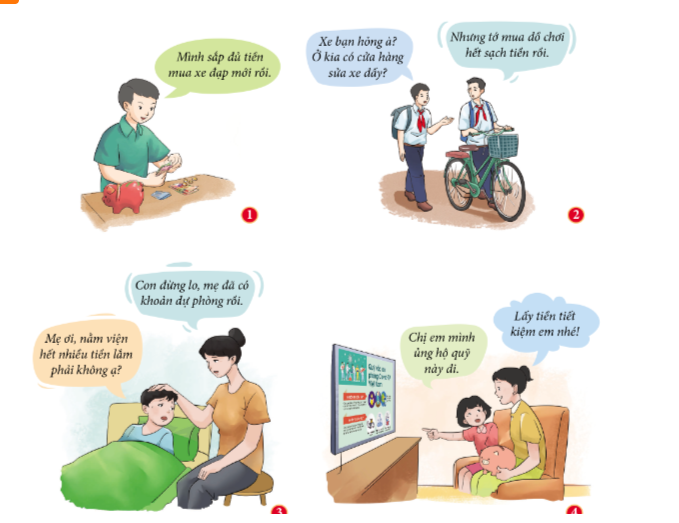 Mình sắp đủ tiền
mua xe đạp mới rồi.
1
Xe bạn hỏng à?
Ở kia có cửa hàng
sửa xe đấy?
Nhưng tớ mua đồ chơi
hết sạch tiền rồi.
2
Con đừng lo, mẹ đã có
khoản dự phòng rồi.
Mẹ ơi, nằm viện
hết nhiều tiền lắm
phải không ạ?
3
Lấy tiền tiết
kiệm em nhé!
Chị em mình
ủng hộ quỹ
này đi.
4